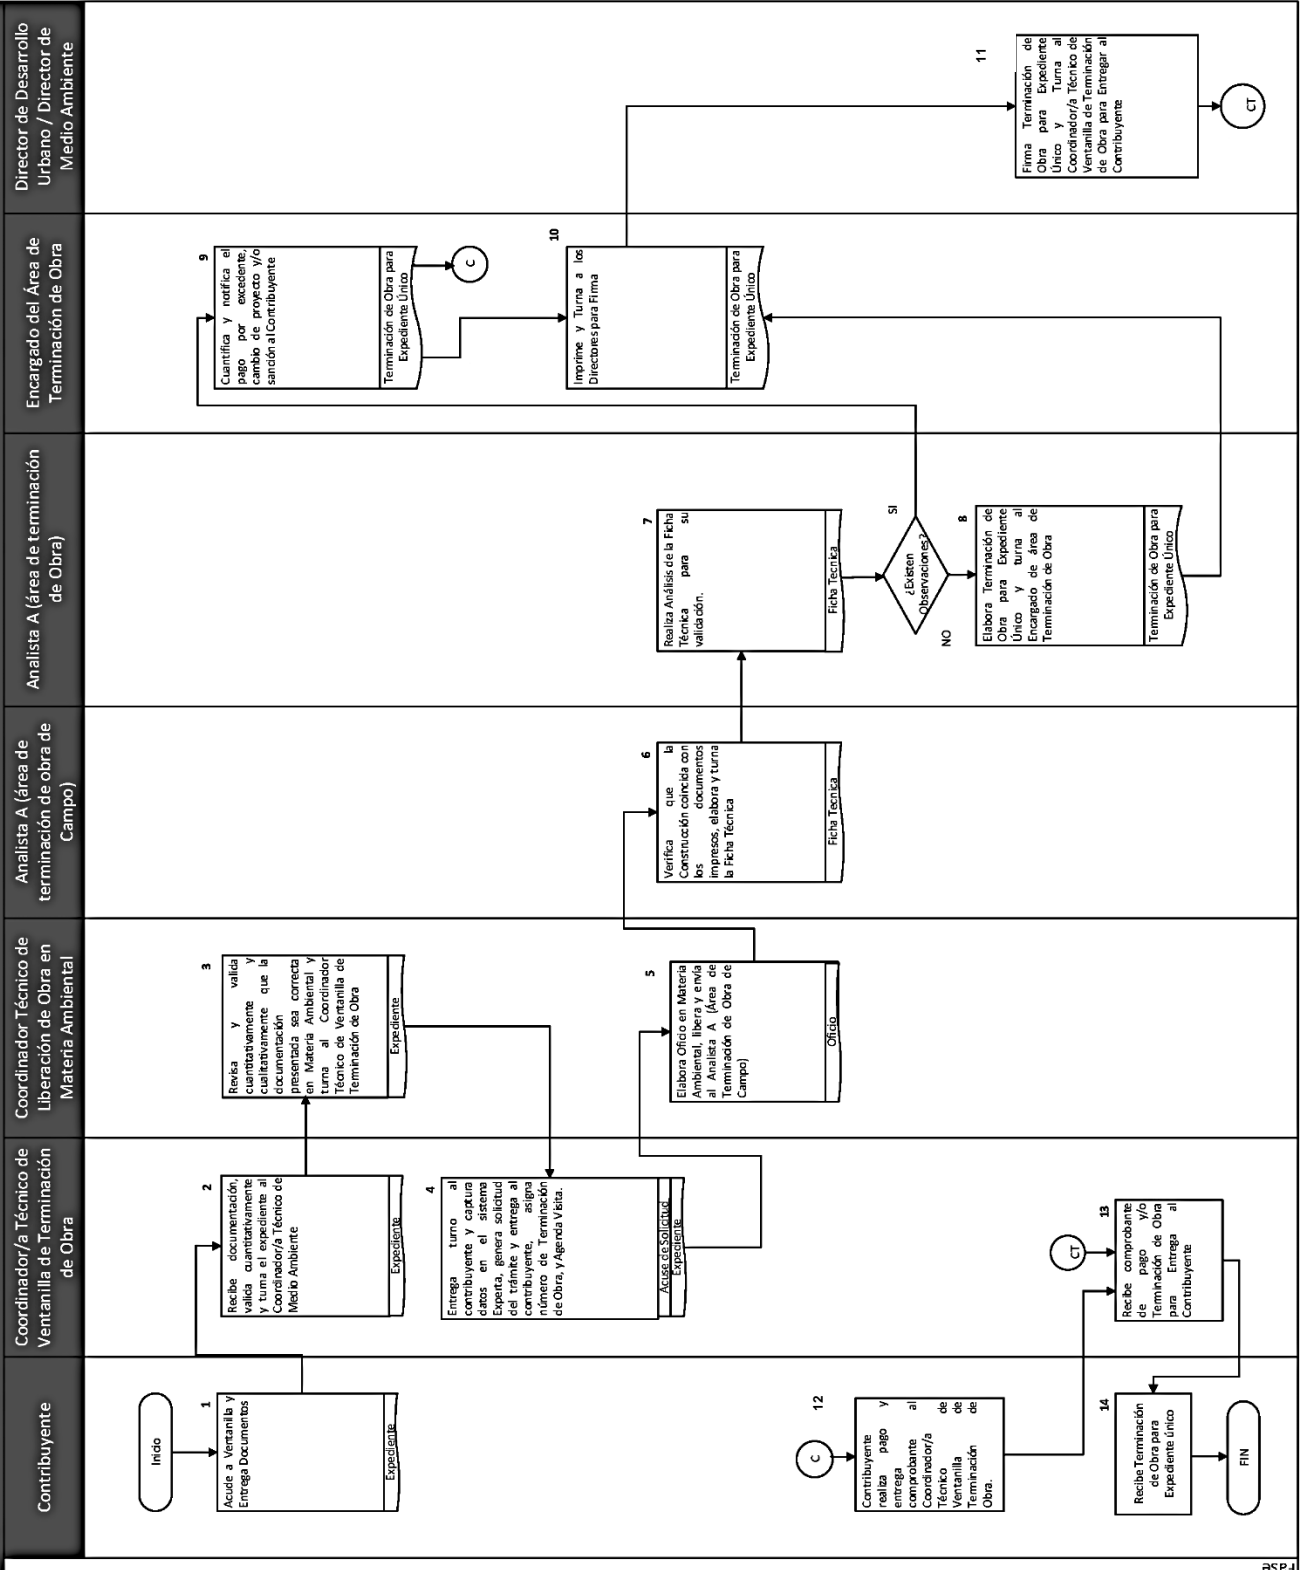 Contribuyente
Coordinador/a Técnico de
Ventanilla de Terminación
de Obra
Coordinador Técnico de
Liberación de Obra en
Materia Ambiental
Analista A (área de
terminación de obra de
Campo)
Analista A (área de terminación
de Obra)
Encargado del Área de
Terminación de Obra
Director de Desarrollo
Urbano / Director de
Medio Ambiente
Inicio
1
Acude a Ventanilla y
Entrega Documentos
Expediente
2
Recibe documentación,
valida cuantitativamente
y turna el expediente al
Coordinador/a Técnico de
Medio Ambiente
Expediente
3
Revisa y valida
cuantitativamente y
cualitativamente que la
documentación
presentada sea correcta
en Materia Ambiental y
turna al Coordinador
Técnico de Ventanilla de
Terminación de Obra
Expediente
4
Entrega turno al
contribuyente y captura
datos en el sistema
Experta, genera solicitud
del trámite y entrega al
contribuyente, asigna
número de Terminación
de Obra, y Agenda Visita.
Acuse de Solicitud
Expediente
5
Elabora Oficio en Materia
Ambiental, libera y envía
al Analista A (Área de
Terminación de Obra de
Campo)
Oficio
6
Verifica que la
Construcción coincida con
los documentos
impresos, elabora y turna
la Ficha Técnica
Ficha Tecnica
7
Realiza Análisis de la Ficha
Técnica para su
validación.
Ficha Tecnica
¿Existen
Observaciones?
SI
NO
8
Elabora Terminación de
Obra para Expediente
Único y turna al
Encargado de área de
Terminación de Obra
Terminación de Obra para
Expediente Único
9
Cuantifica y notifica el
pago por excedente,
cambio de proyecto y/o
sanción al Contribuyente
Terminación de Obra para
Expediente Único
C
10
Imprime y Turna a los
Directores para Firma
Terminación de Obra para
Expediente Único
11
Firma Terminación de
Obra para Expediente
Único y Turna al
Coordinador/a Técnico de
Ventanilla de Terminación
de Obra para Entregar al
Contribuyente
CT
C
12
Contribuyente
realiza pago y
entrega
comprobante al
Coordinador/a de
Técnico de
Ventanilla de
Terminación de
Obra.
CT
13
Recibe comprobante
de pago y/o
Terminación de Obra
para Entrega al
Contribuyente
14
Recibe Terminación
de Obra para
Expediente único
FIN
Fase